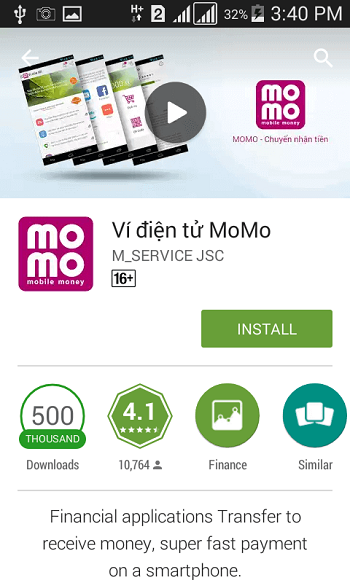 H+ 2 32% 3:40 PM
mo
mo
mobile money
MOMO - Chuyển nhận tiền
mo
mo
mobile money
Ví điện tử MoMo
M_SERVICE JSC
16+
INSTALL
500
THOUSAND
4.1
Downloads
10,764
Finance
Similar
Financial applications Transfer to
receive money, super fast payment
on a smartphone.